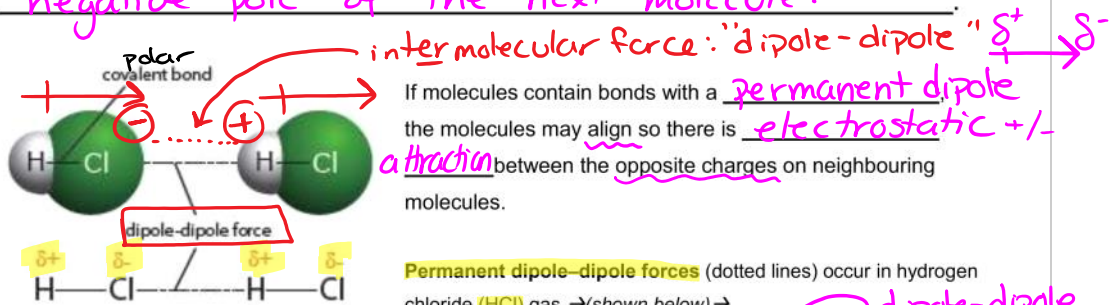 negative pole of the next molecule.
intermolecular force: "dipole-dipole" δ+ δ-
polar
covalent bond
If molecules contain bonds with a permanent dipole,
the molecules may align so there is electrostatic +/-
attraction between the opposite charges on neighbouring
molecules.
- +
H Cl H Cl
dipole-dipole force
δ+ δ- δ+ δ-
H Cl H Cl
Permanent dipole–dipole forces (dotted lines) occur in hydrogen
chloride (HCl) gas →(shown below)→
dipole-dipole